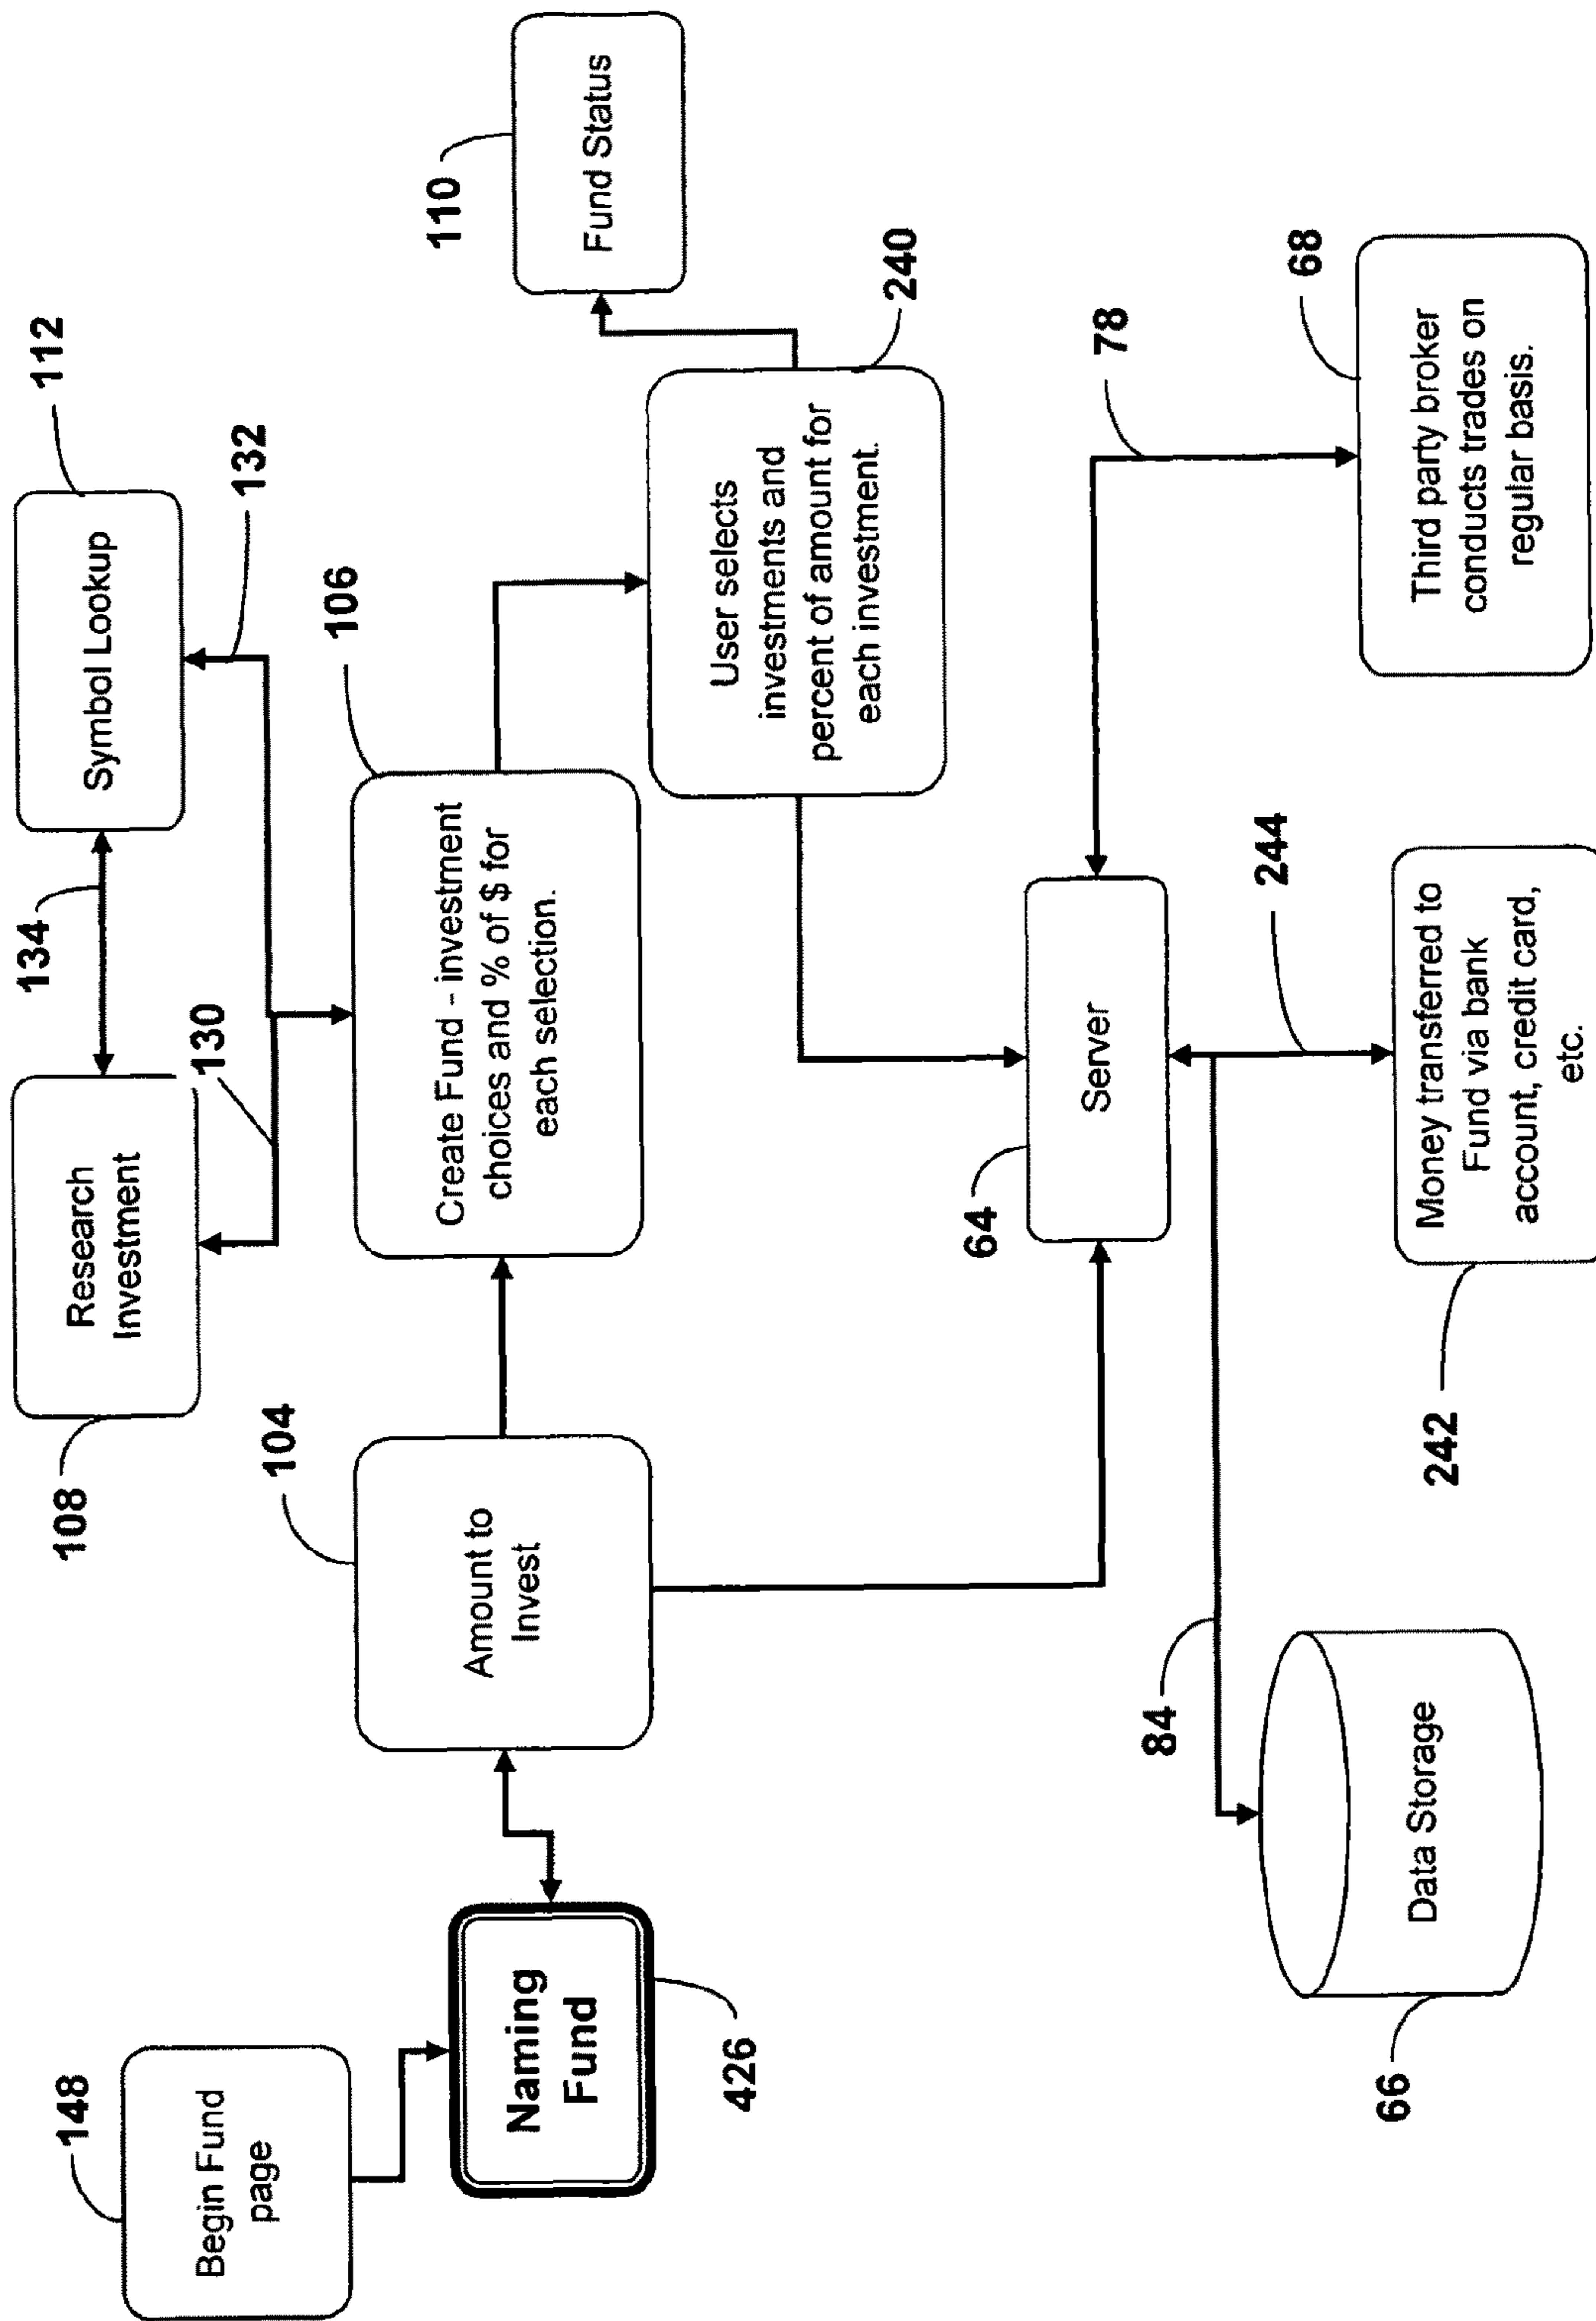 148
Begin Fund
page
Naming
Fund
426
104
Amount to
Invest
108
Research
Investment
134
130
Symbol Lookup
112
132
106
Create Fund - investment
choices and % of $ for
each selection.
User selects
investments and
percent of amount for
each investment.
240
110
Fund Status
64
Server
84
Data Storage
66
244
Money transferred to
Fund via bank
account, credit card,
etc.
242
78
68
Third party broker
conducts trades on
regular basis.